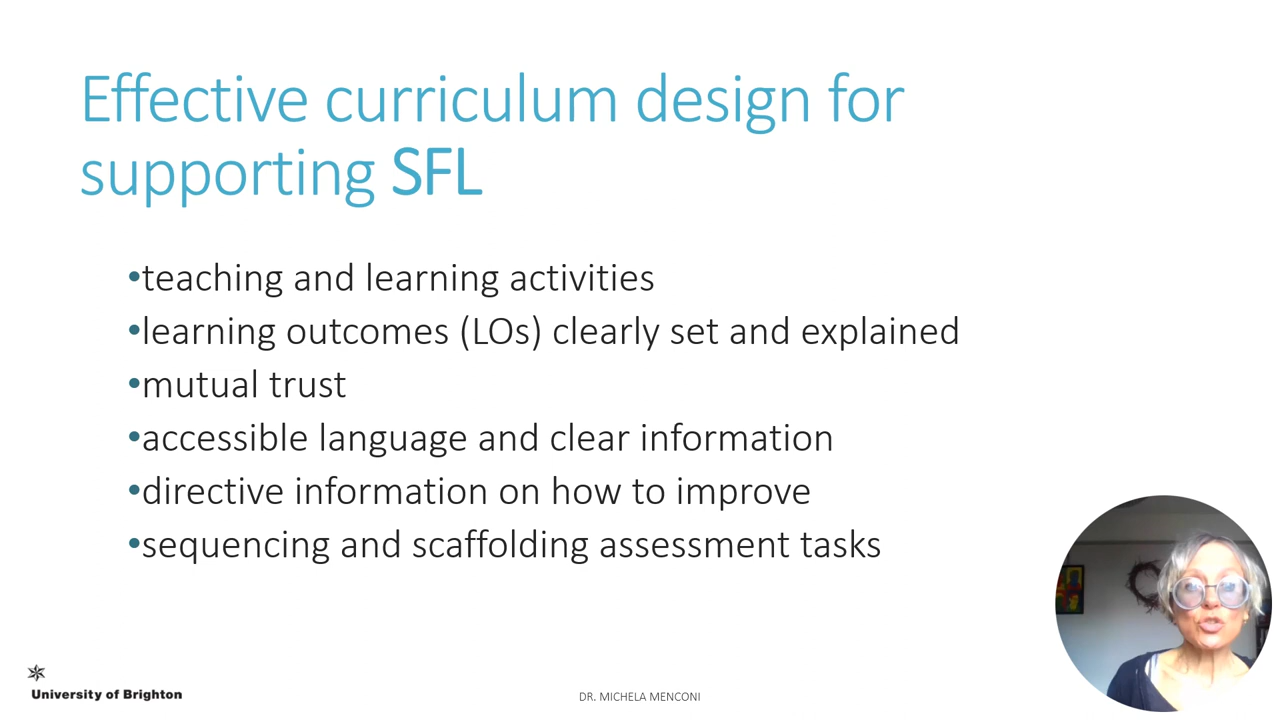 Effective curriculum design for
supporting SFL
•teaching and learning activities
•learning outcomes (LOs) clearly set and explained
•mutual trust
•accessible language and clear information
•directive information on how to improve
•sequencing and scaffolding assessment tasks
University of Brighton
DR. MICHELA MENCONI